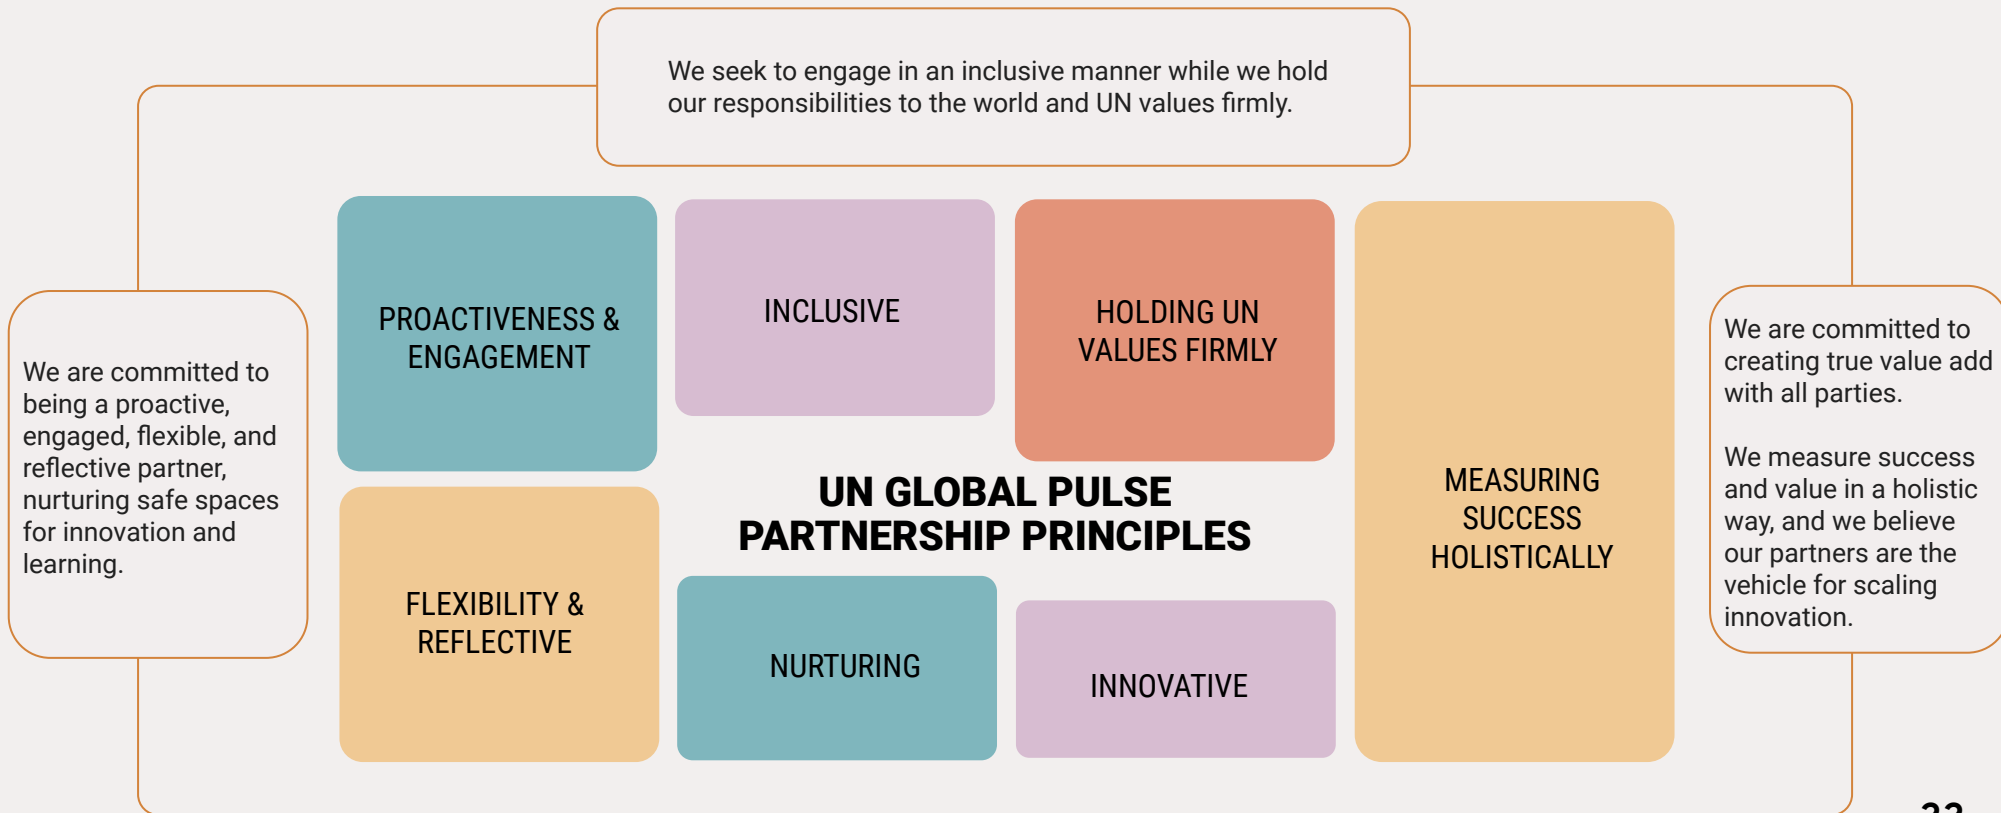 We seek to engage in an inclusive manner while we hold
our responsibilities to the world and UN values firmly.
We are committed to
being a proactive,
engaged, flexible, and
reflective partner,
nurturing safe spaces
for innovation and
learning.
PROACTIVENESS &
ENGAGEMENT
INCLUSIVE
HOLDING UN
VALUES FIRMLY
UN GLOBAL PULSE
PARTNERSHIP PRINCIPLES
FLEXIBILITY &
REFLECTIVE
NURTURING
INNOVATIVE
MEASURING
SUCCESS
HOLISTICALLY
We are committed to
creating true value add
with all parties.
We measure success
and value in a holistic
way, and we believe
our partners are the
vehicle for scaling
innovation.